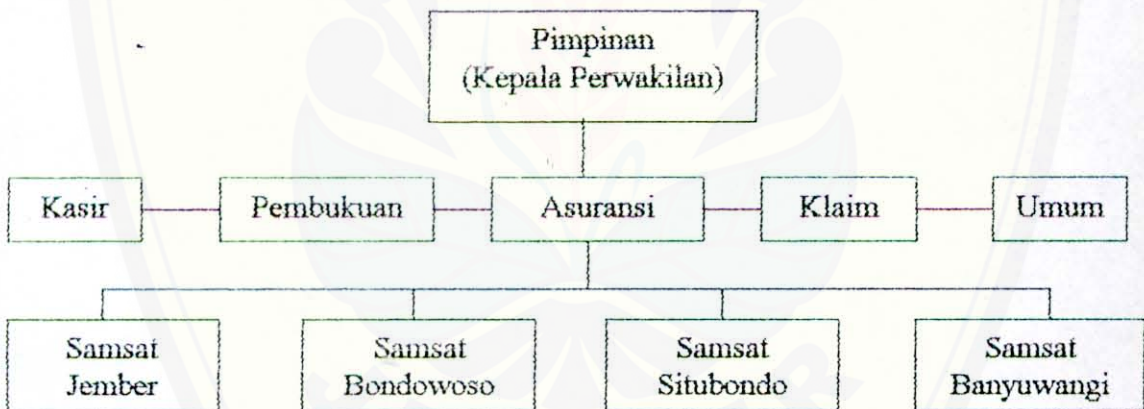 Pimpinan
(Kepala Perwakilan)
Kasir
Pembukuan
Asuransi
Klaim
Umum
Samsat
Jember
Samsat
Bondowoso
Samsat
Situbondo
Samsat
Banyuwangi